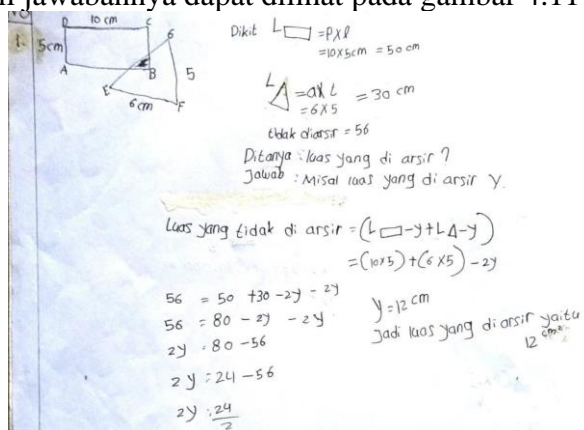 jawabannya dapat dilihat pada gambar 4.11
1.
D 10 cm C
5cm
A B
G
5
E
6 cm F
Dikit L▭ = P x l
= 10 x 5cm = 50 cm
L△ = a x t = 30 cm
= 6 x 5
tidak diarsir = 56
Ditanya : luas yang di arsir ?
Jawab : Misal luas yang di arsir y.
Luas yang tidak di arsir = (L▭ - y + L△ - y)
= (10x5) + (6 x 5) - 2y
56 = 50 + 30 - 2y - 2y
56 = 80 - 2y - 2y
2y = 80 - 56
2y = 24 - 56
2y = 24/2
y = 12 cm
Jadi luas yang di arsir yaitu
12 cm²